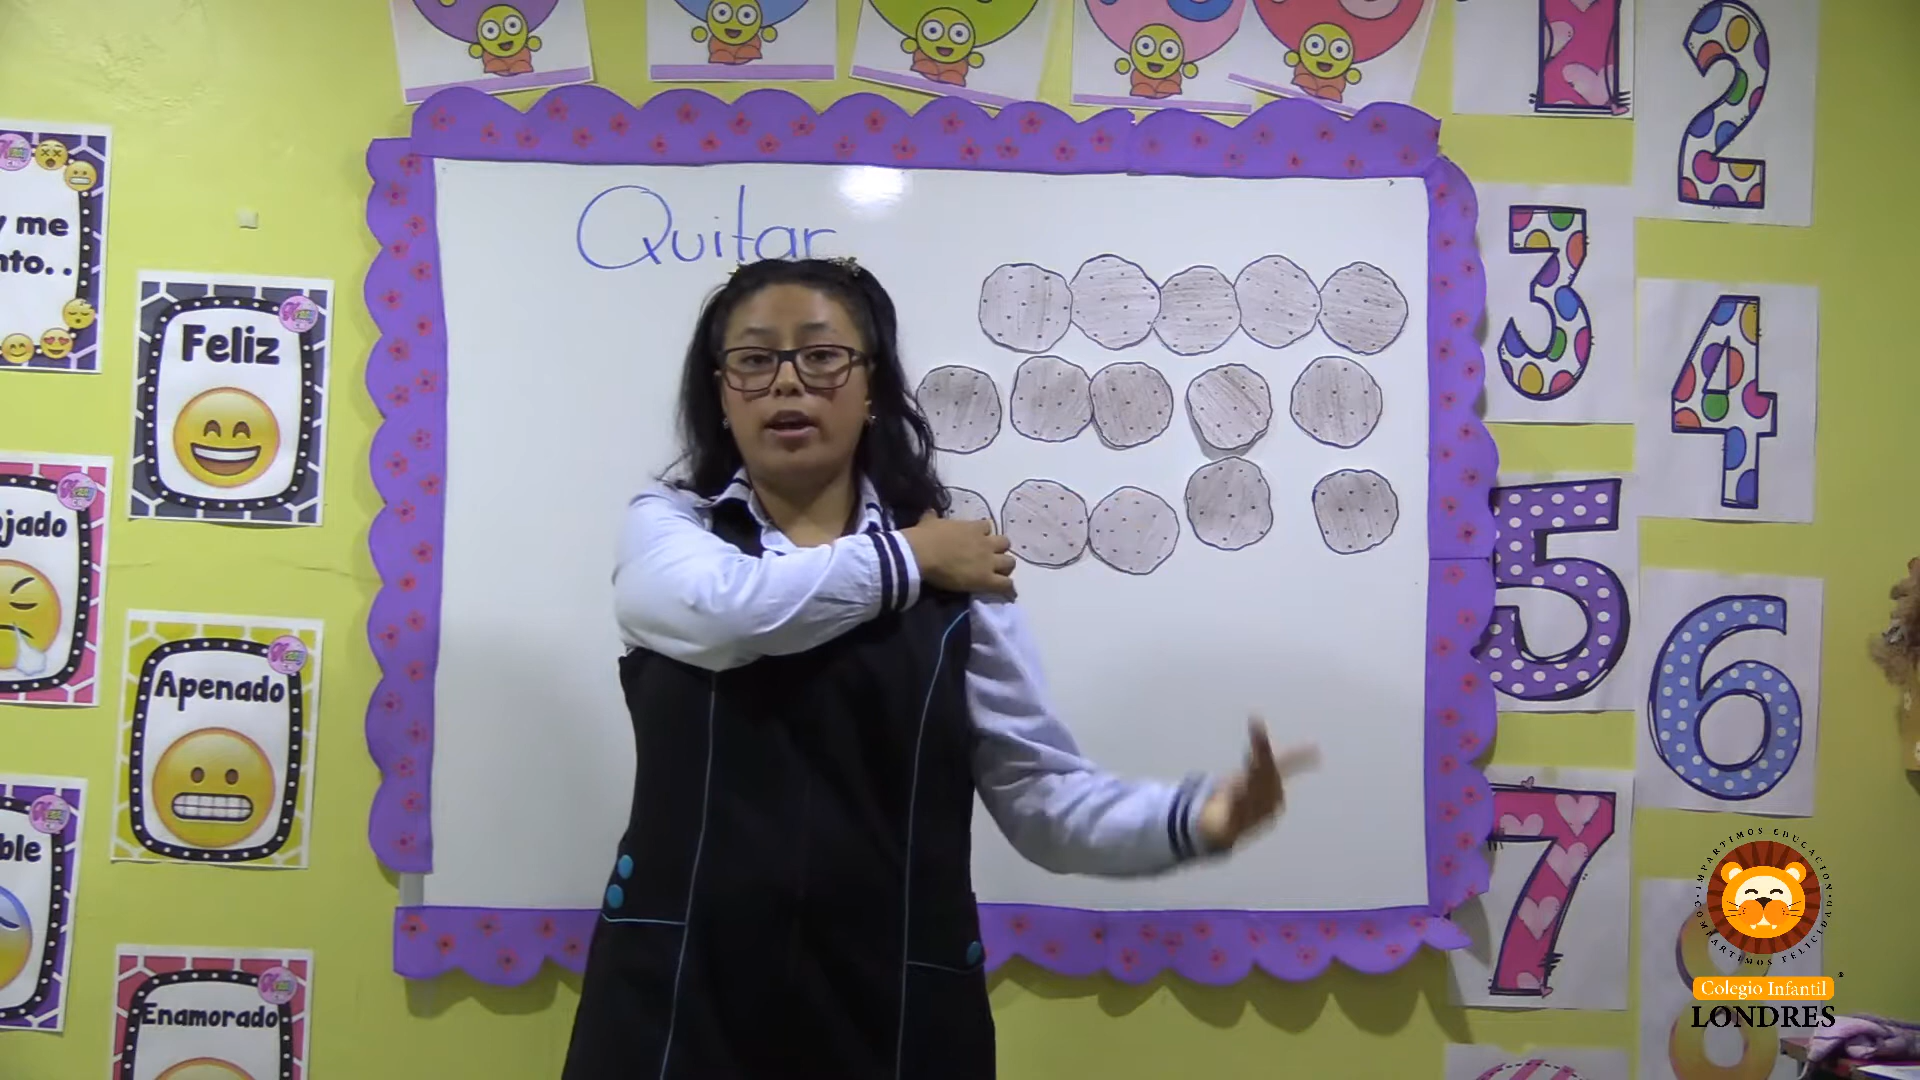 Quitar
y me
nto. .
Feliz
jado
Apenado
ble
Enamorado
1
2
3
4
5
6
7
8
IMPARTIMOS EDUCACIÓN
COMPARTIMOS FELICIDAD
Colegio Infantil
LONDRES